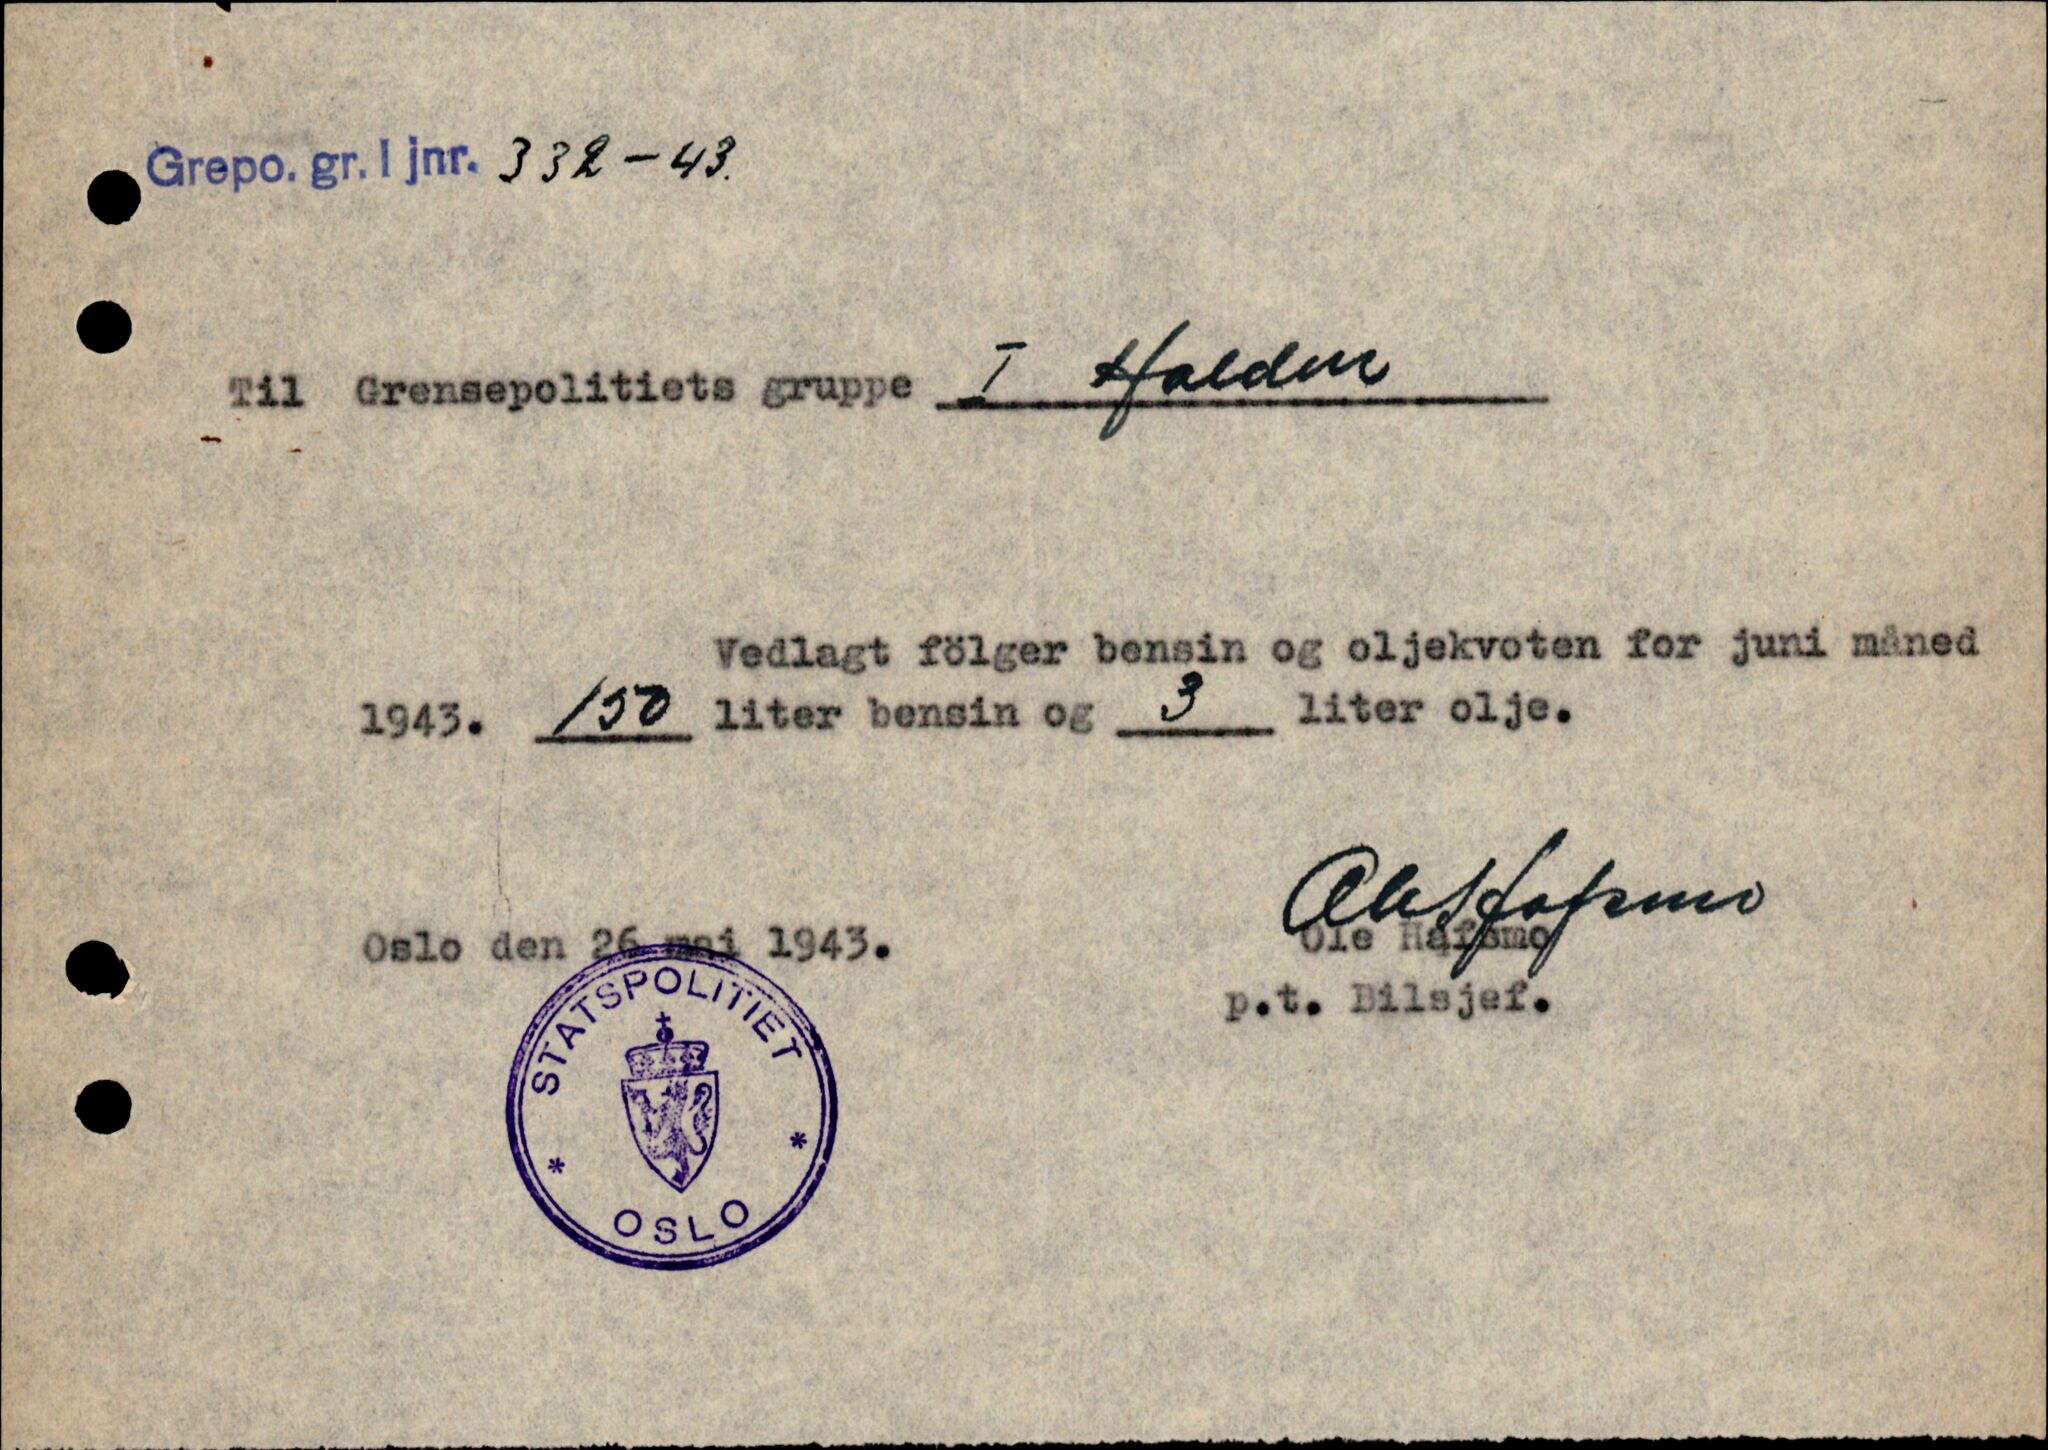 Grepo. gr. I jnr. 332-43.
Til Grensepolitiets gruppe I Halden
Vedlagt fölger bensin og oljekvoten for juni måned
1943. 150 liter bensin og 3 liter olje.
Ole Hafsmo
Oslo den 26 mai 1943. Ole Hafsmo
p.t. Bilsjef.
STATSPOLITIET
* *
OSLO